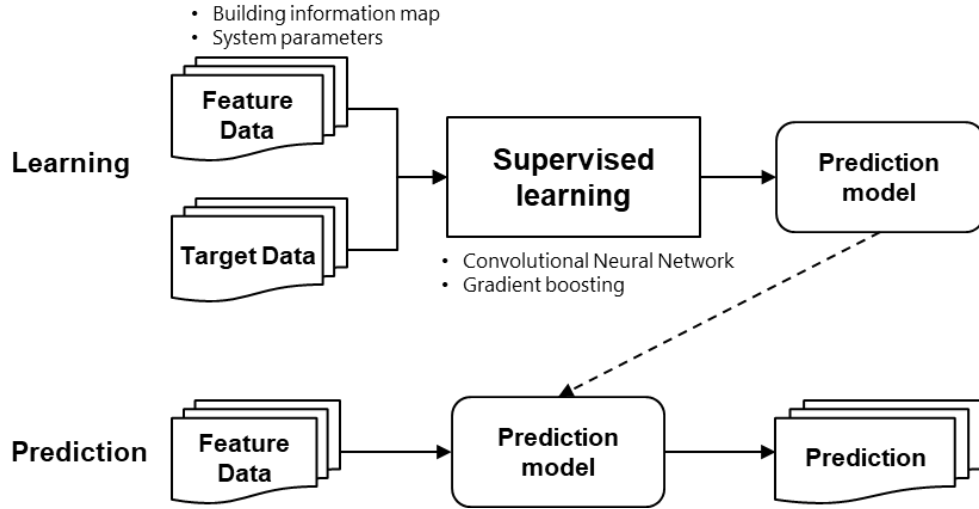 • Building information map
• System parameters
Feature
Data
Learning
Target Data
Supervised
learning
• Convolutional Neural Network
• Gradient boosting
Prediction
model
Prediction
Feature
Data
Prediction
model
Prediction